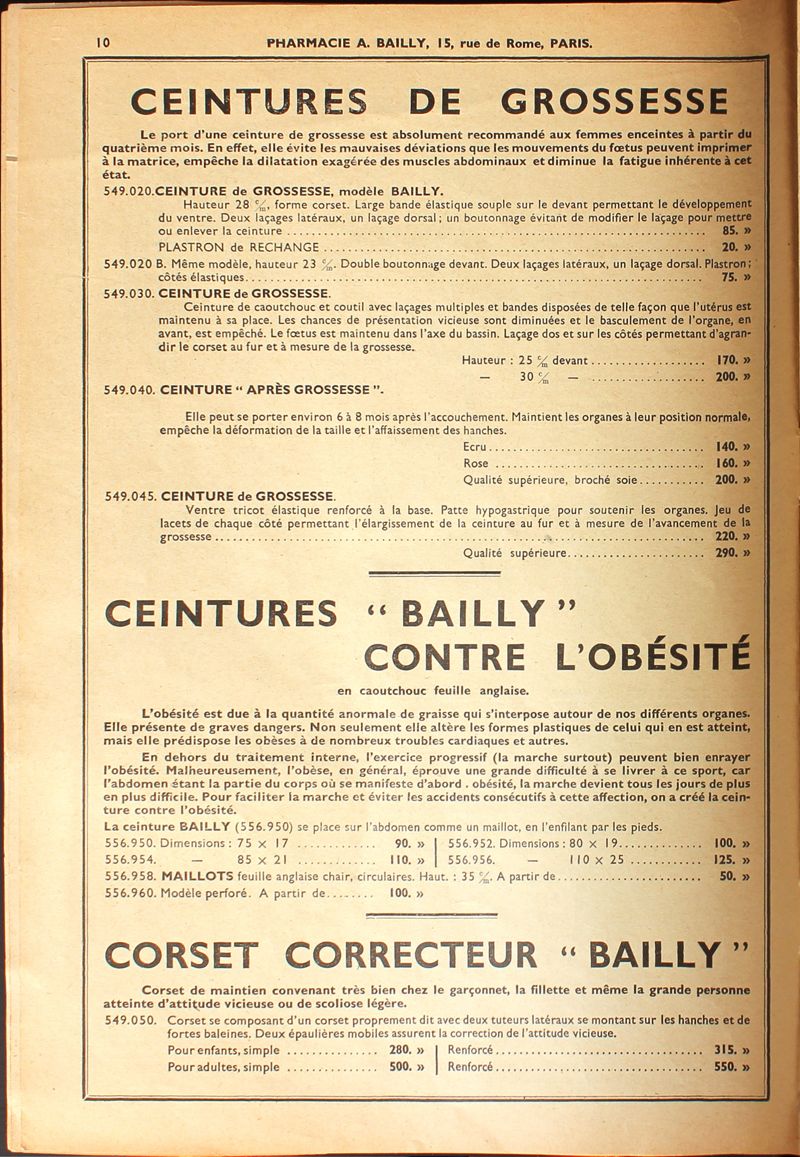 10
PHARMACIE A. BAILLY, 15, rue de Rome, PARIS.
CEINTURES DE GROSSESSE
Le port d'une ceinture de grossesse est absolument recommandé aux femmes enceintes à partir du
quatrième mois. En effet, elle évite les mauvaises déviations que les mouvements du fœtus peuvent imprimer
à la matrice, empêche la dilatation exagérée des muscles abdominaux et diminue la fatigue inhérente à cet
état.
549.020. CEINTURE de GROSSESSE, modèle BAILLY.
Hauteur 28 c/m, forme corset. Large bande élastique souple sur le devant permettant le développement
du ventre. Deux laçages latéraux, un laçage dorsal ; un boutonnage évitant de modifier le laçage pour mettre
ou enlever la ceinture ........ 85. »
PLASTRON de RECHANGE ........ 20. »
549.020 B. Même modèle, hauteur 23 c/m. Double boutonnage devant. Deux laçages latéraux, un laçage dorsal. Plastron ;
côtés élastiques ........ 75. »
549.030. CEINTURE de GROSSESSE.
Ceinture de caoutchouc et coutil avec laçages multiples et bandes disposées de telle façon que l'utérus est
maintenu à sa place. Les chances de présentation vicieuse sont diminuées et le basculement de l'organe, en
avant, est empêché. Le fœtus est maintenu dans l'axe du bassin. Laçage dos et sur les côtés permettant d'agran-
dir le corset au fur et à mesure de la grossesse.
Hauteur : 25 c/m devant ........ 170. »
— 30 c/m — ........ 200. »
549.040. CEINTURE “ APRÈS GROSSESSE ”.
Elle peut se porter environ 6 à 8 mois après l'accouchement. Maintient les organes à leur position normale,
empêche la déformation de la taille et l'affaissement des hanches.
Ecru ........ 140. »
Rose ........ 160. »
Qualité supérieure, broché soie ........ 200. »
549.045. CEINTURE de GROSSESSE.
Ventre tricot élastique renforcé à la base. Patte hypogastrique pour soutenir les organes. Jeu de
lacets de chaque côté permettant l'élargissement de la ceinture au fur et à mesure de l'avancement de la
grossesse ........ 220. »
Qualité supérieure ........ 290. »
CEINTURES “ BAILLY ”
CONTRE L'OBÉSITÉ
en caoutchouc feuille anglaise.
L'obésité est due à la quantité anormale de graisse qui s'interpose autour de nos différents organes.
Elle présente de graves dangers. Non seulement elle altère les formes plastiques de celui qui en est atteint,
mais elle prédispose les obèses à de nombreux troubles cardiaques et autres.
En dehors du traitement interne, l'exercice progressif (la marche surtout) peuvent bien enrayer
l'obésité. Malheureusement, l'obèse, en général, éprouve une grande difficulté à se livrer à ce sport, car
l'abdomen étant la partie du corps où se manifeste d'abord . obésité, la marche devient tous les jours de plus
en plus difficile. Pour faciliter la marche et éviter les accidents consécutifs à cette affection, on a créé la cein-
ture contre l'obésité.
La ceinture BAILLY (556.950) se place sur l'abdomen comme un maillot, en l'enfilant par les pieds.
556.950. Dimensions : 75 × 17 ........ 90. » | 556.952. Dimensions : 80 × 19 ........ 100. »
556.954. — 85 × 21 ........ 110. » | 556.956. — 110 × 25 ........ 125. »
556.958. MAILLOTS feuille anglaise chair, circulaires. Haut. : 35 c/m. A partir de ........ 50. »
556.960. Modèle perforé. A partir de ........ 100. »
CORSET CORRECTEUR “ BAILLY ”
Corset de maintien convenant très bien chez le garçonnet, la fillette et même la grande personne
atteinte d'attitude vicieuse ou de scoliose légère.
549.050. Corset se composant d'un corset proprement dit avec deux tuteurs latéraux se montant sur les hanches et de
fortes baleines. Deux épaulières mobiles assurent la correction de l'attitude vicieuse.
Pour enfants, simple ........ 280. » | Renforcé ........ 315. »
Pour adultes, simple ........ 500. » | Renforcé ........ 550. »